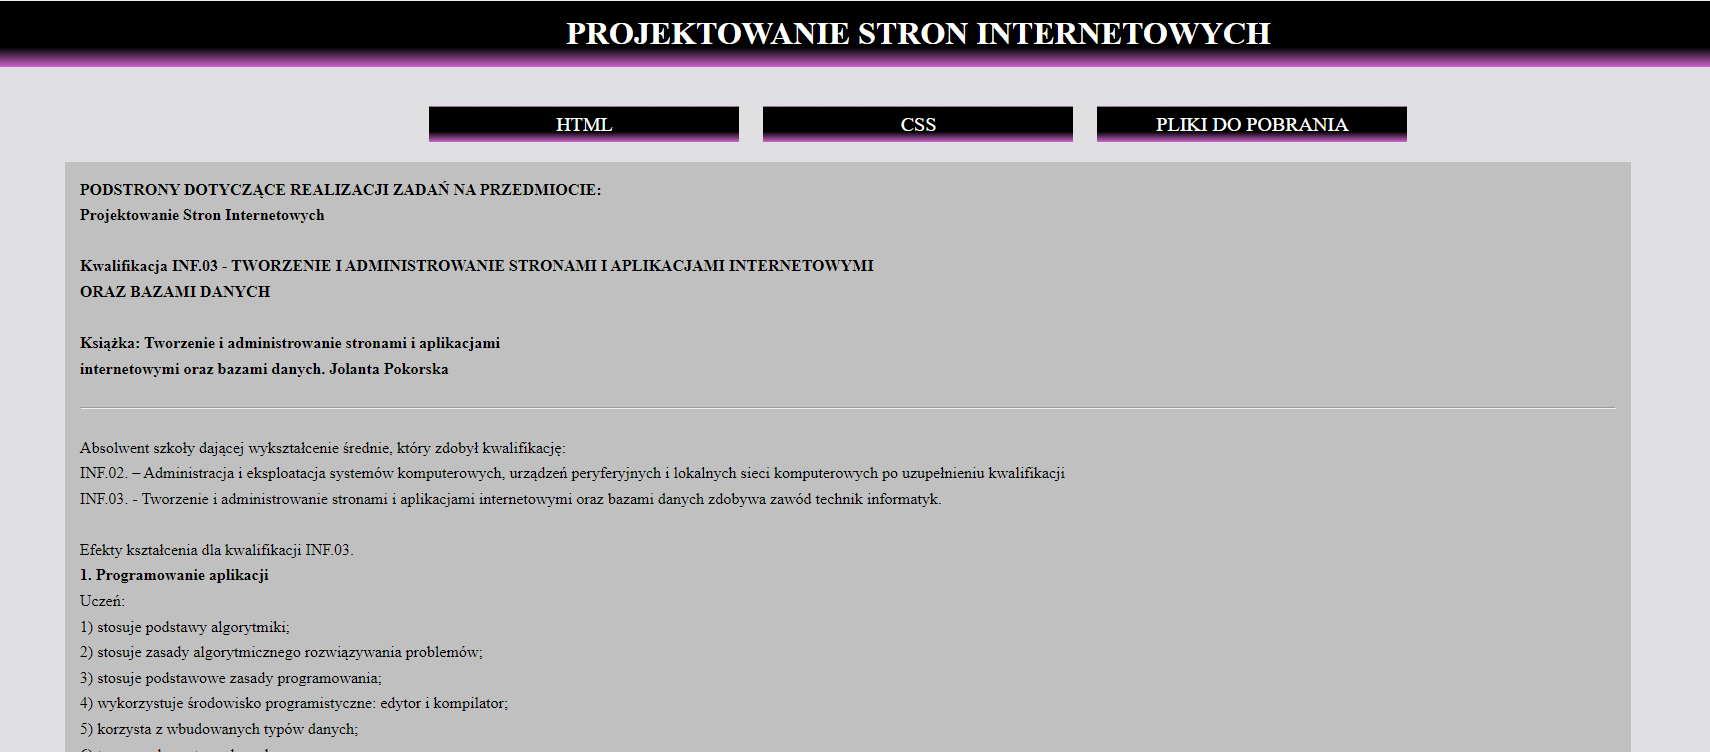 PROJEKTOWANIE STRON INTERNETOWYCH
HTML
CSS
PLIKI DO POBRANIA
PODSTRONY DOTYCZĄCE REALIZACJI ZADAŃ NA PRZEDMIOCIE:
Projektowanie Stron Internetowych
Kwalifikacja INF.03 - TWORZENIE I ADMINISTROWANIE STRONAMI I APLIKACJAMI INTERNETOWYMI
ORAZ BAZAMI DANYCH
Książka: Tworzenie i administrowanie stronami i aplikacjami
internetowymi oraz bazami danych. Jolanta Pokorska
Absolwent szkoły dającej wykształcenie średnie, który zdobył kwalifikację:
INF.02. – Administracja i eksploatacja systemów komputerowych, urządzeń peryferyjnych i lokalnych sieci komputerowych po uzupełnieniu kwalifikacji
INF.03. - Tworzenie i administrowanie stronami i aplikacjami internetowymi oraz bazami danych zdobywa zawód technik informatyk.
Efekty kształcenia dla kwalifikacji INF.03.
1. Programowanie aplikacji
Uczeń:
1) stosuje podstawy algorytmiki;
2) stosuje zasady algorytmicznego rozwiązywania problemów;
3) stosuje podstawowe zasady programowania;
4) wykorzystuje środowisko programistyczne: edytor i kompilator;
5) korzysta z wbudowanych typów danych;